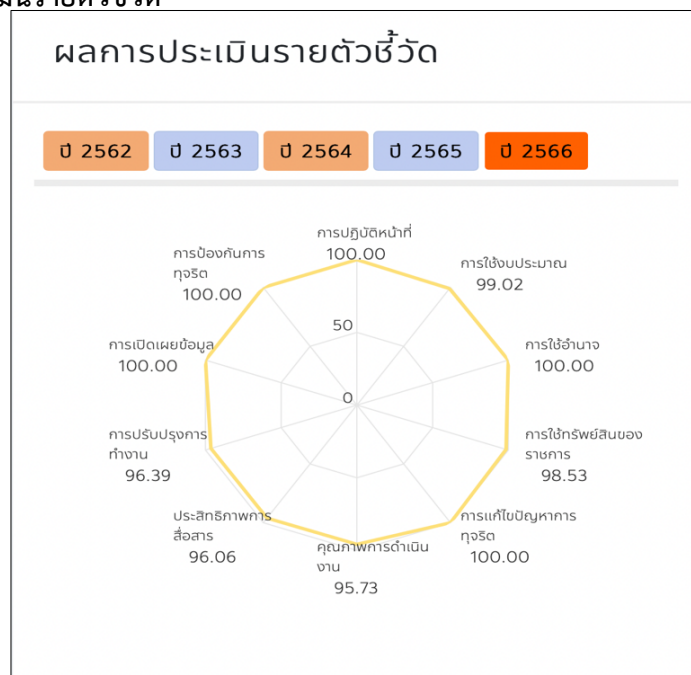 ผลการประเมินรายตัวชี้วัด
ปี 2562 ปี 2563 ปี 2564 ปี 2565 ปี 2566
การปฏิบัติหน้าที่
100.00
การป้องกันการ
ทุจริต
100.00
การใช้งบประมาณ
99.02
50
การเปิดเผยข้อมูล
100.00
การใช้อำนาจ
100.00
0
การปรับปรุงการ
ทำงาน
96.39
การใช้ทรัพย์สินของ
ราชการ
98.53
ประสิทธิภาพการ
สื่อสาร
96.06
การแก้ไขปัญหาการ
ทุจริต
100.00
คุณภาพการดำเนิน
งาน
95.73